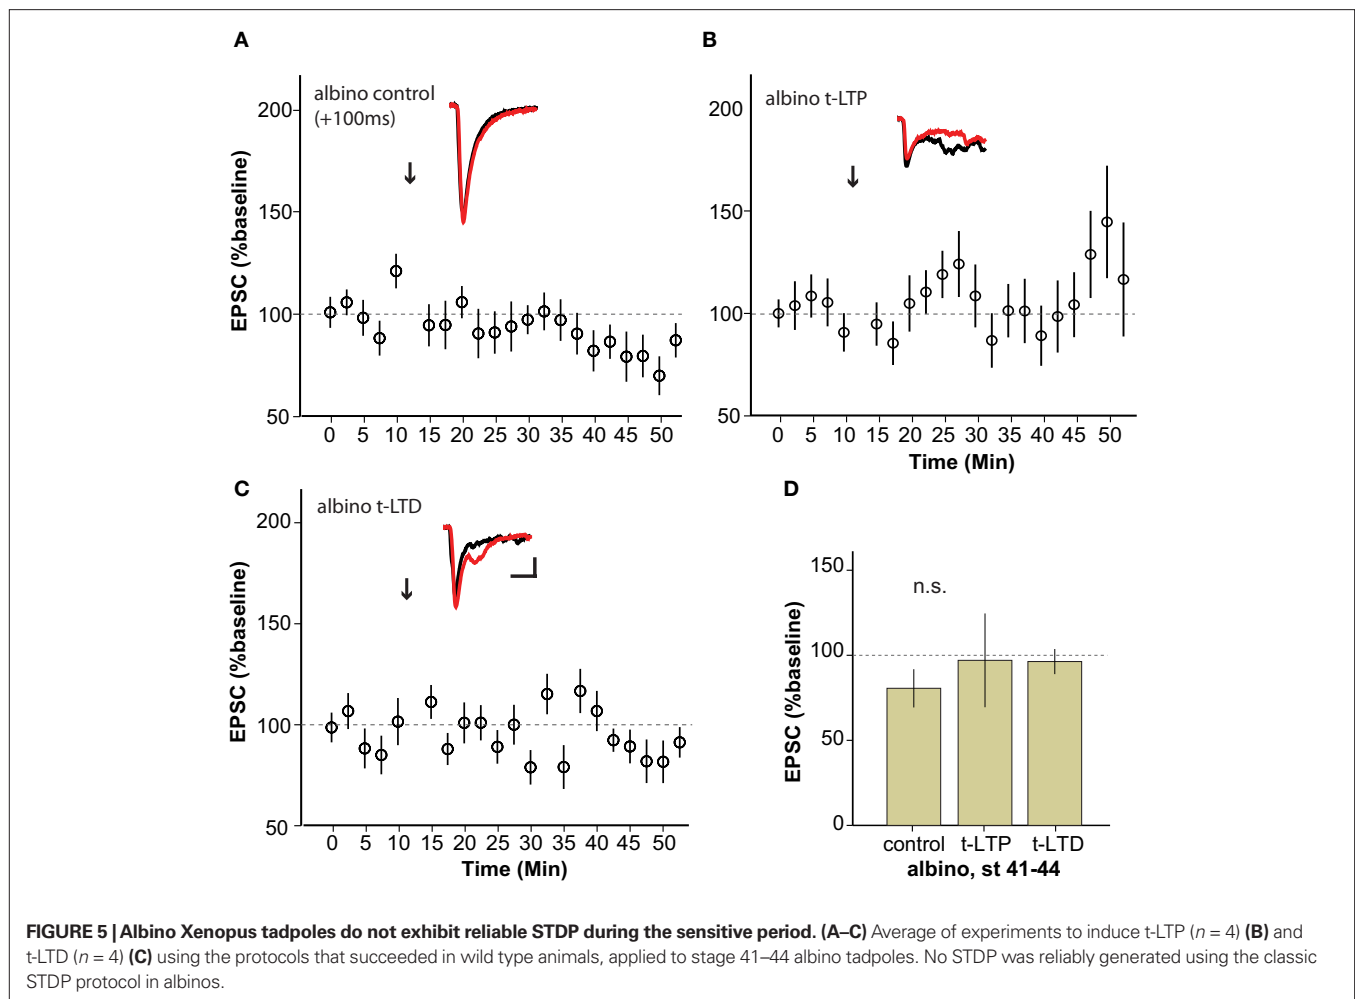 A
albino control
(+100ms)
EPSC (%baseline)
200
150
100
50
0 5 10 15 20 25 30 35 40 45 50
B
albino t-LTP
200
150
100
50
0 5 10 15 20 25 30 35 40 45 50
Time (Min)
C
albino t-LTD
EPSC (%baseline)
200
150
100
50
0 5 10 15 20 25 30 35 40 45 50
Time (Min)
D
n.s.
EPSC (%baseline)
150
100
50
0
control t-LTP t-LTD
albino, st 41-44
FIGURE 5 | Albino Xenopus tadpoles do not exhibit reliable STDP during the sensitive period. (A–C) Average of experiments to induce t-LTP (n = 4) (B) and
t-LTD (n = 4) (C) using the protocols that succeeded in wild type animals, applied to stage 41–44 albino tadpoles. No STDP was reliably generated using the classic
STDP protocol in albinos.